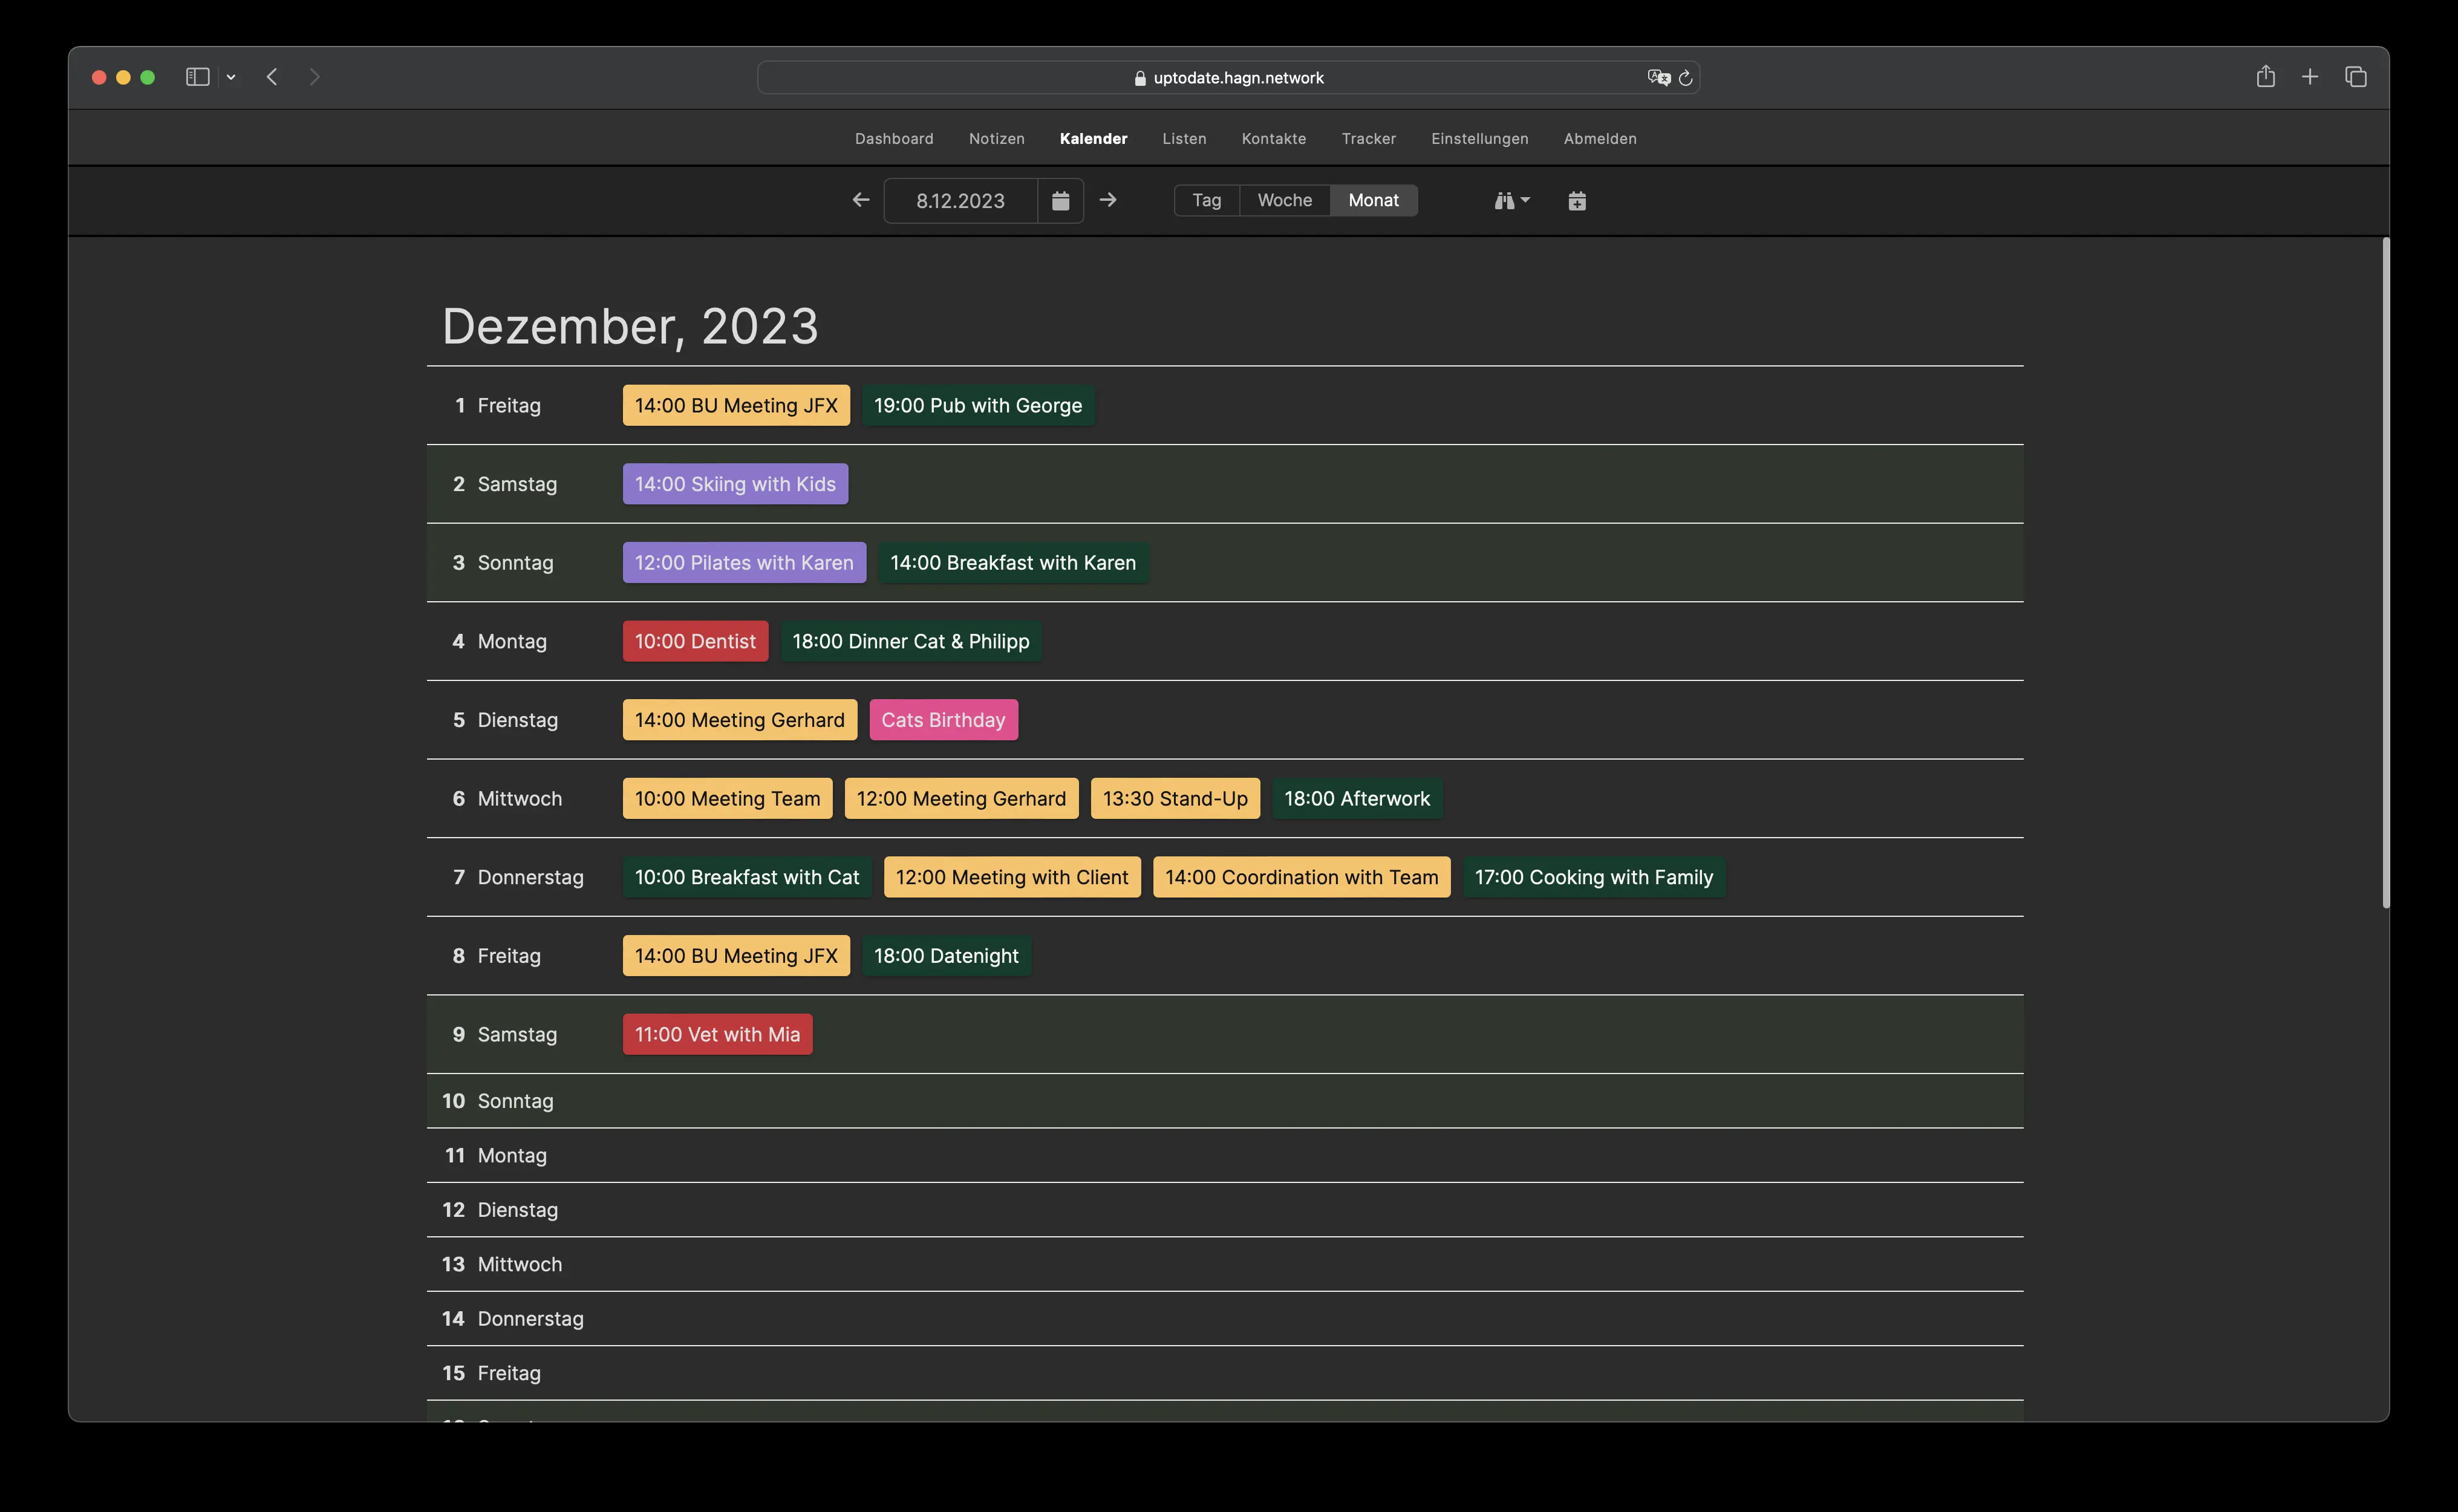 uptodate.hagn.network
Dashboard Notizen Kalender Listen Kontakte Tracker Einstellungen Abmelden
8.12.2023 Tag Woche Monat
Dezember, 2023
1 Freitag 14:00 BU Meeting JFX 19:00 Pub with George
2 Samstag 14:00 Skiing with Kids
3 Sonntag 12:00 Pilates with Karen 14:00 Breakfast with Karen
4 Montag 10:00 Dentist 18:00 Dinner Cat & Philipp
5 Dienstag 14:00 Meeting Gerhard Cats Birthday
6 Mittwoch 10:00 Meeting Team 12:00 Meeting Gerhard 13:30 Stand-Up 18:00 Afterwork
7 Donnerstag 10:00 Breakfast with Cat 12:00 Meeting with Client 14:00 Coordination with Team 17:00 Cooking with Family
8 Freitag 14:00 BU Meeting JFX 18:00 Datenight
9 Samstag 11:00 Vet with Mia
10 Sonntag
11 Montag
12 Dienstag
13 Mittwoch
14 Donnerstag
15 Freitag